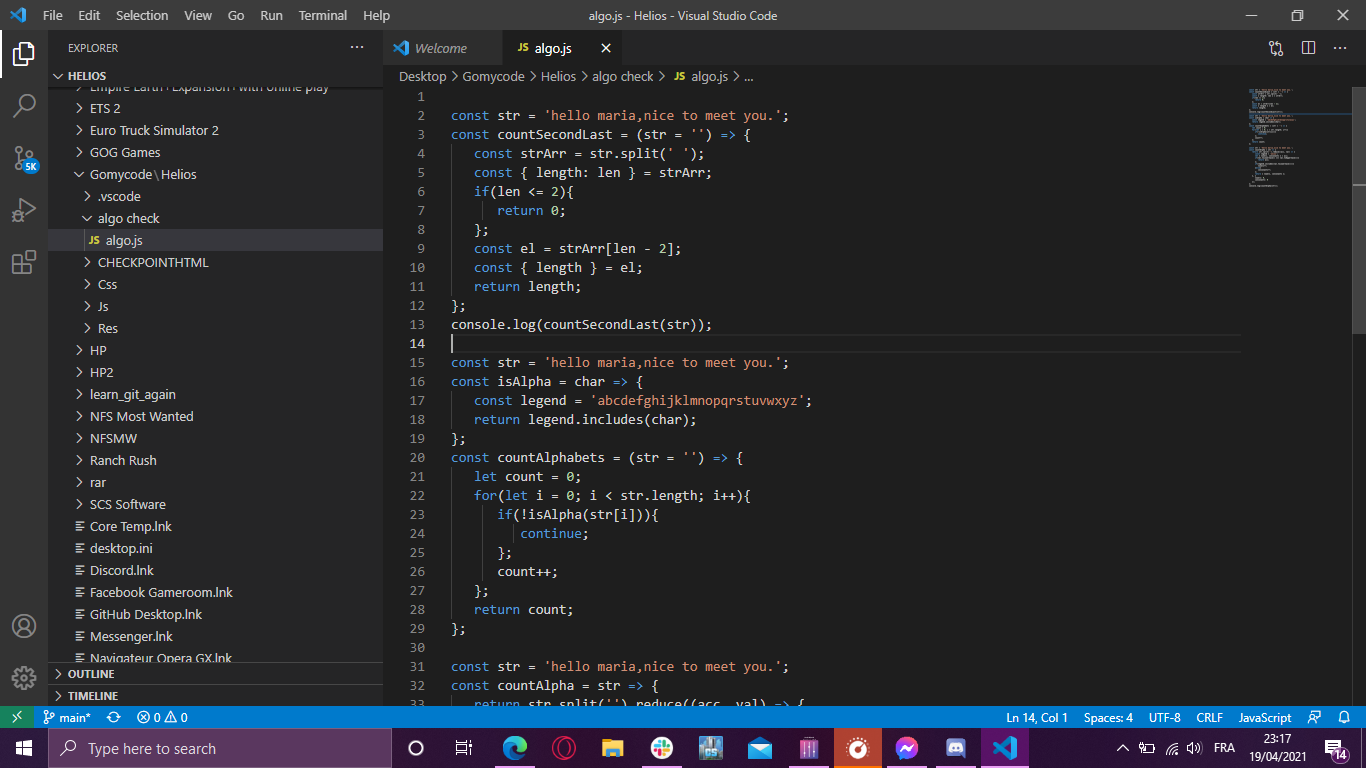 File Edit Selection View Go Run Terminal Help algo.js - Helios - Visual Studio Code
EXPLORER
HELIOS
Empire Earth+Expansion+with online play
ETS 2
Euro Truck Simulator 2
GOG Games
Gomycode\Helios
.vscode
algo check
JS algo.js
CHECKPOINTHTML
Css
Js
Res
HP
HP2
learn_git_again
NFS Most Wanted
NFSMW
Ranch Rush
rar
SCS Software
Core Temp.lnk
desktop.ini
Discord.lnk
Facebook Gameroom.lnk
GitHub Desktop.lnk
Messenger.lnk
Navigateur Opera GX.lnk
OUTLINE
TIMELINE
5K
Welcome JS algo.js
Desktop > Gomycode > Helios > algo check > JS algo.js > ...
1
2 const str = 'hello maria,nice to meet you.';
3 const countSecondLast = (str = '') => {
4 const strArr = str.split(' ');
5 const { length: len } = strArr;
6 if(len <= 2){
7 return 0;
8 };
9 const el = strArr[len - 2];
10 const { length } = el;
11 return length;
12 };
13 console.log(countSecondLast(str));
14
15 const str = 'hello maria,nice to meet you.';
16 const isAlpha = char => {
17 const legend = 'abcdefghijklmnopqrstuvwxyz';
18 return legend.includes(char);
19 };
20 const countAlphabets = (str = '') => {
21 let count = 0;
22 for(let i = 0; i < str.length; i++){
23 if(!isAlpha(str[i])){
24 continue;
25 };
26 count++;
27 };
28 return count;
29 };
30
31 const str = 'hello maria,nice to meet you.';
32 const countAlpha = str => {
33 return str.split('').reduce((acc, val) => {
main* 0 0 Ln 14, Col 1 Spaces: 4 UTF-8 CRLF JavaScript
Type here to search FRA 23:17
19/04/2021 14